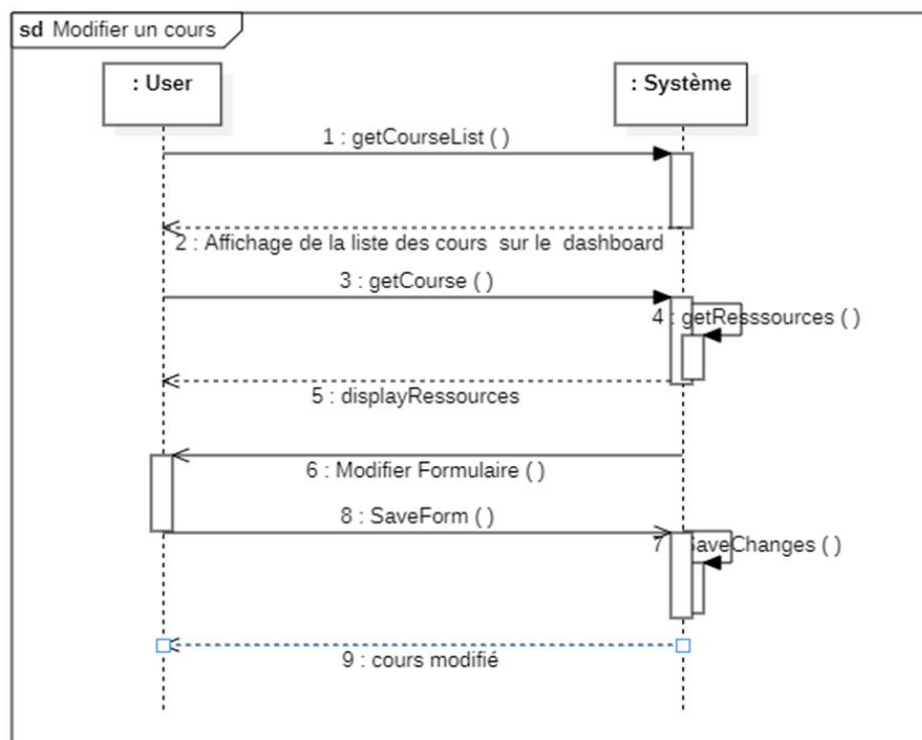 sd Modifier un cours
: User
: Système
1 : getCourseList ( )
2 : Affichage de la liste des cours sur le dashboard
3 : getCourse ( )
4 : getResssources ( )
5 : displayRessources
6 : Modifier Formulaire ( )
8 : SaveForm ( )
7 : SaveChanges ( )
9 : cours modifié